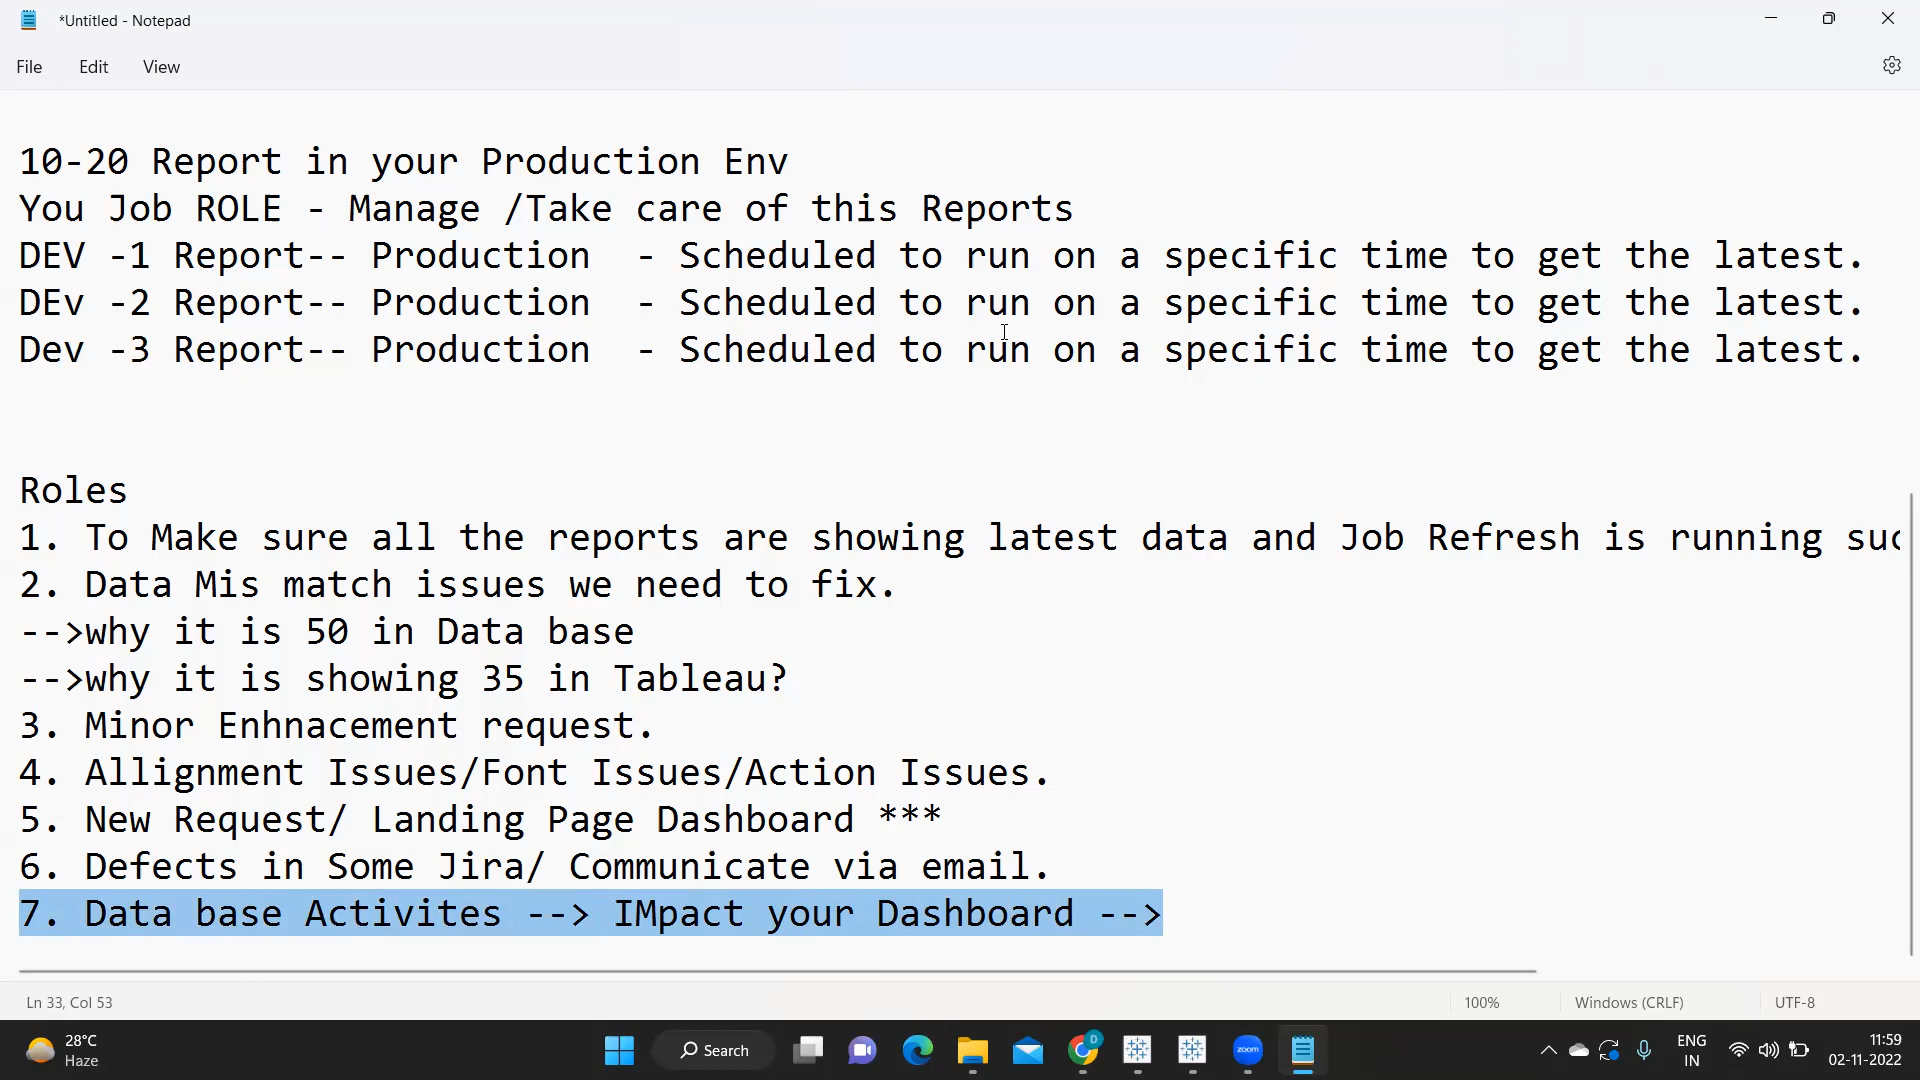 *Untitled - Notepad
File Edit View
10-20 Report in your Production Env
You Job ROLE - Manage /Take care of this Reports
DEV -1 Report-- Production  - Scheduled to run on a specific time to get the latest.
DEv -2 Report-- Production  - Scheduled to run on a specific time to get the latest.
Dev -3 Report-- Production  - Scheduled to run on a specific time to get the latest.
Roles
1. To Make sure all the reports are showing latest data and Job Refresh is running suc
2. Data Mis match issues we need to fix.
-->why it is 50 in Data base
-->why it is showing 35 in Tableau?
3. Minor Enhnacement request.
4. Allignment Issues/Font Issues/Action Issues.
5. New Request/ Landing Page Dashboard ***
6. Defects in Some Jira/ Communicate via email.
7. Data base Activites --> IMpact your Dashboard -->
Ln 33, Col 53 100% Windows (CRLF) UTF-8
28°C
Haze
Search
zoom
D
ENG
IN
11:59
02-11-2022